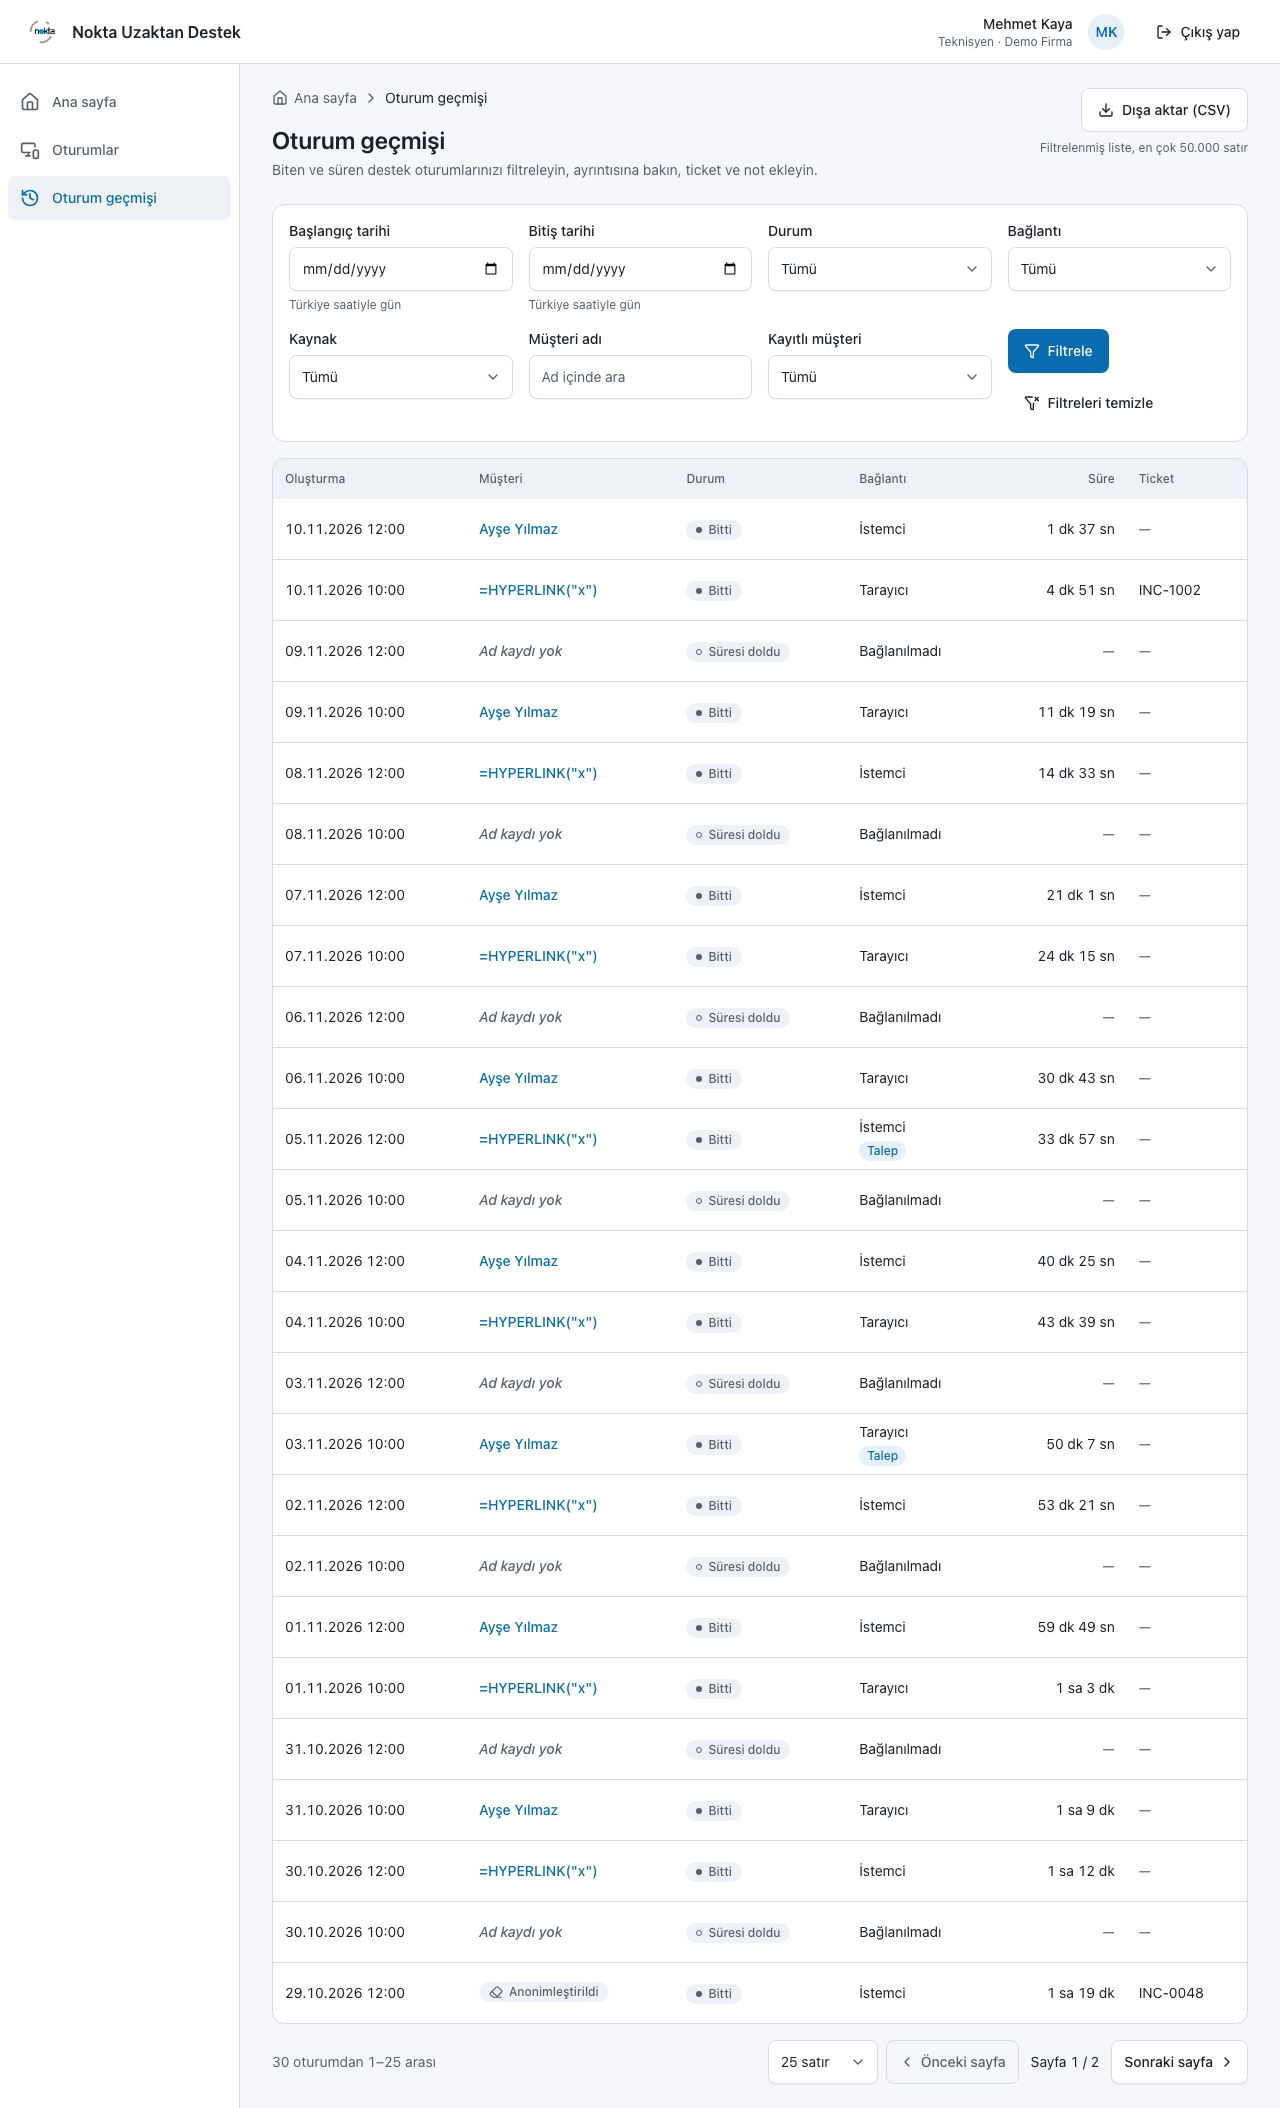 nokta Nokta Uzaktan Destek
Mehmet Kaya
Teknisyen · Demo Firma
MK
Çıkış yap
Ana sayfa
Oturumlar
Oturum geçmişi
Ana sayfa > Oturum geçmişi
Oturum geçmişi
Biten ve süren destek oturumlarınızı filtreleyin, ayrıntısına bakın, ticket ve not ekleyin.
Dışa aktar (CSV)
Filtrelenmiş liste, en çok 50.000 satır
Başlangıç tarihi Bitiş tarihi Durum Bağlantı
mm/dd/yyyy mm/dd/yyyy Tümü Tümü
Türkiye saatiyle gün Türkiye saatiyle gün
Kaynak Müşteri adı Kayıtlı müşteri
Tümü Ad içinde ara Tümü
Filtrele
Filtreleri temizle
Oluşturma Müşteri Durum Bağlantı Süre Ticket
10.11.2026 12:00 Ayşe Yılmaz Bitti İstemci 1 dk 37 sn —
10.11.2026 10:00 =HYPERLINK("x") Bitti Tarayıcı 4 dk 51 sn INC-1002
09.11.2026 12:00 Ad kaydı yok Süresi doldu Bağlanılmadı — —
09.11.2026 10:00 Ayşe Yılmaz Bitti Tarayıcı 11 dk 19 sn —
08.11.2026 12:00 =HYPERLINK("x") Bitti İstemci 14 dk 33 sn —
08.11.2026 10:00 Ad kaydı yok Süresi doldu Bağlanılmadı — —
07.11.2026 12:00 Ayşe Yılmaz Bitti İstemci 21 dk 1 sn —
07.11.2026 10:00 =HYPERLINK("x") Bitti Tarayıcı 24 dk 15 sn —
06.11.2026 12:00 Ad kaydı yok Süresi doldu Bağlanılmadı — —
06.11.2026 10:00 Ayşe Yılmaz Bitti Tarayıcı 30 dk 43 sn —
05.11.2026 12:00 =HYPERLINK("x") Bitti İstemci 33 dk 57 sn —
Talep
05.11.2026 10:00 Ad kaydı yok Süresi doldu Bağlanılmadı — —
04.11.2026 12:00 Ayşe Yılmaz Bitti İstemci 40 dk 25 sn —
04.11.2026 10:00 =HYPERLINK("x") Bitti Tarayıcı 43 dk 39 sn —
03.11.2026 12:00 Ad kaydı yok Süresi doldu Bağlanılmadı — —
03.11.2026 10:00 Ayşe Yılmaz Bitti Tarayıcı 50 dk 7 sn —
Talep
02.11.2026 12:00 =HYPERLINK("x") Bitti İstemci 53 dk 21 sn —
02.11.2026 10:00 Ad kaydı yok Süresi doldu Bağlanılmadı — —
01.11.2026 12:00 Ayşe Yılmaz Bitti İstemci 59 dk 49 sn —
01.11.2026 10:00 =HYPERLINK("x") Bitti Tarayıcı 1 sa 3 dk —
31.10.2026 12:00 Ad kaydı yok Süresi doldu Bağlanılmadı — —
31.10.2026 10:00 Ayşe Yılmaz Bitti Tarayıcı 1 sa 9 dk —
30.10.2026 12:00 =HYPERLINK("x") Bitti İstemci 1 sa 12 dk —
30.10.2026 10:00 Ad kaydı yok Süresi doldu Bağlanılmadı — —
29.10.2026 12:00 Anonimleştirildi Bitti İstemci 1 sa 19 dk INC-0048
30 oturumdan 1–25 arası 25 satır Önceki sayfa Sayfa 1 / 2 Sonraki sayfa